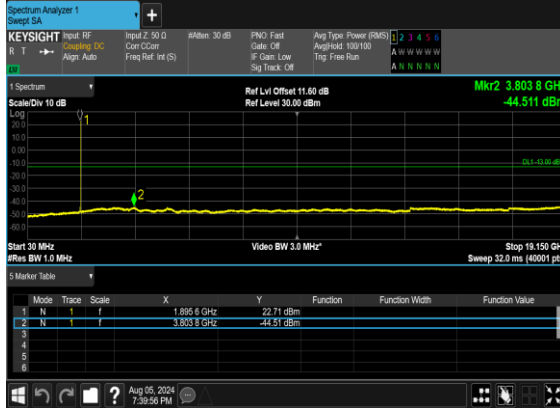 Spectrum Analyzer 1
Swept SA
+
KEYSIGHT Input: RF Input Z: 50 Ω #Atten: 30 dB PNO: Fast Avg Type: Power (RMS) 1 2 3 4 5 6
R T Coupling: DC Corr CCorr Gate: Off Avg|Hold: 100/100 A W W W W W
Align: Auto Freq Ref: Int (S) IF Gain: Low Trig: Free Run
Sig Track: Off A N N N N N
1 Spectrum Ref Lvl Offset 11.60 dB Mkr2 3.803 8 GH
Scale/Div 10 dB Ref Level 30.00 dBm -44.511 dB
Log
20.0
10.0
0.00
-10.0
-20.0
-30.0
-40.0
-50.0
-60.0
1
2
DL1 -13.00 dB
Start 30 MHz Video BW 3.0 MHz* Stop 19.150 GH
#Res BW 1.0 MHz Sweep 32.0 ms (40001 pt
5 Marker Table
Mode Trace Scale X Y Function Function Width Function Value
1 N 1 f 1.895 6 GHz 22.71 dBm
2 N 1 f 3.803 8 GHz -44.51 dBm
3
4
5
6
? Aug 05, 2024
7:39:56 PM